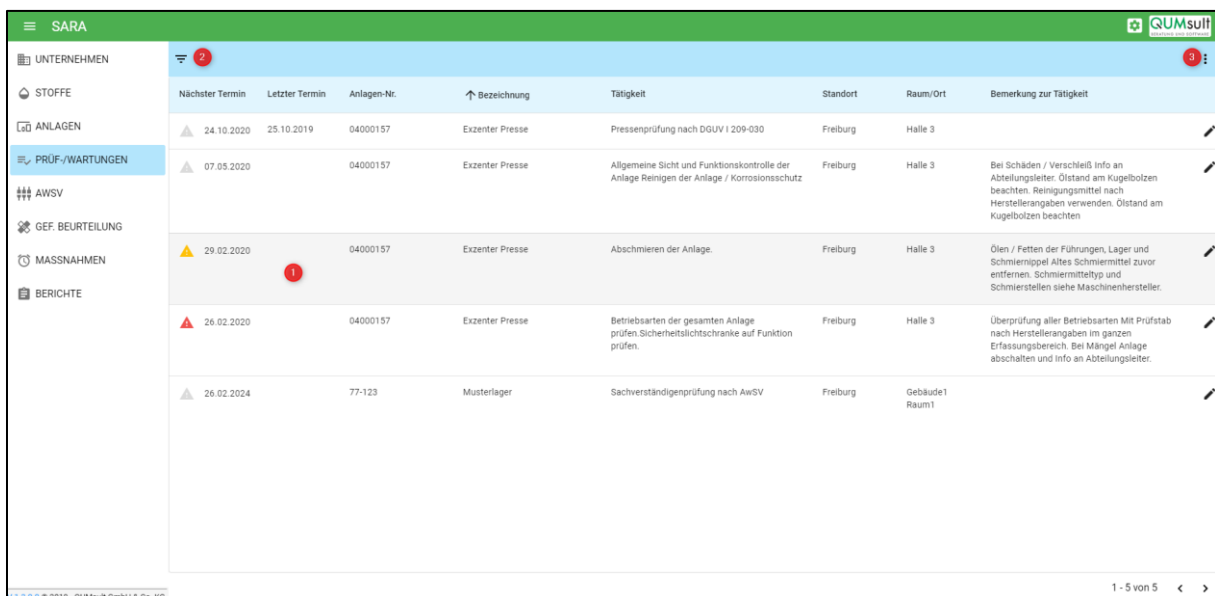 SARA
QUMsult
BERATUNG UND SOFTWARE
UNTERNEHMEN
STOFFE
ANLAGEN
PRÜF-/WARTUNGEN
AWSV
GEF. BEURTEILUNG
MASSNAHMEN
BERICHTE
2
3
Nächster Termin Letzter Termin Anlagen-Nr. Bezeichnung Tätigkeit Standort Raum/Ort Bemerkung zur Tätigkeit
24.10.2020 25.10.2019 04000157 Exzenter Presse Pressenprüfung nach DGUV I 209-030 Freiburg Halle 3
07.05.2020 04000157 Exzenter Presse Allgemeine Sicht und Funktionskontrolle der Freiburg Halle 3 Bei Schäden / Verschleiß Info an
Anlage Reinigen der Anlage / Korrosionsschutz Abteilungsleiter. Ölstand am Kugelbolzen
beachten. Reinigungsmittel nach
Herstellerangaben verwenden. Ölstand am
Kugelbolzen beachten
29.02.2020 04000157 Exzenter Presse Abschmieren der Anlage. Freiburg Halle 3 Ölen / Fetten der Führungen, Lager und
Schmiernippel Altes Schmiermittel zuvor
1
entfernen. Schmiermitteltyp und
Schmierstellen siehe Maschinenhersteller.
26.02.2020 04000157 Exzenter Presse Betriebsarten der gesamten Anlage Freiburg Halle 3 Überprüfung aller Betriebsarten Mit Prüfstab
prüfen.Sicherheitslichtschranke auf Funktion nach Herstellerangaben im ganzen
prüfen. Erfassungsbereich. Bei Mängel Anlage
abschalten und Info an Abteilungsleiter.
26.02.2024 77-123 Musterlager Sachverständigenprüfung nach AwSV Freiburg Gebäude1
Raum1
1 - 5 von 5